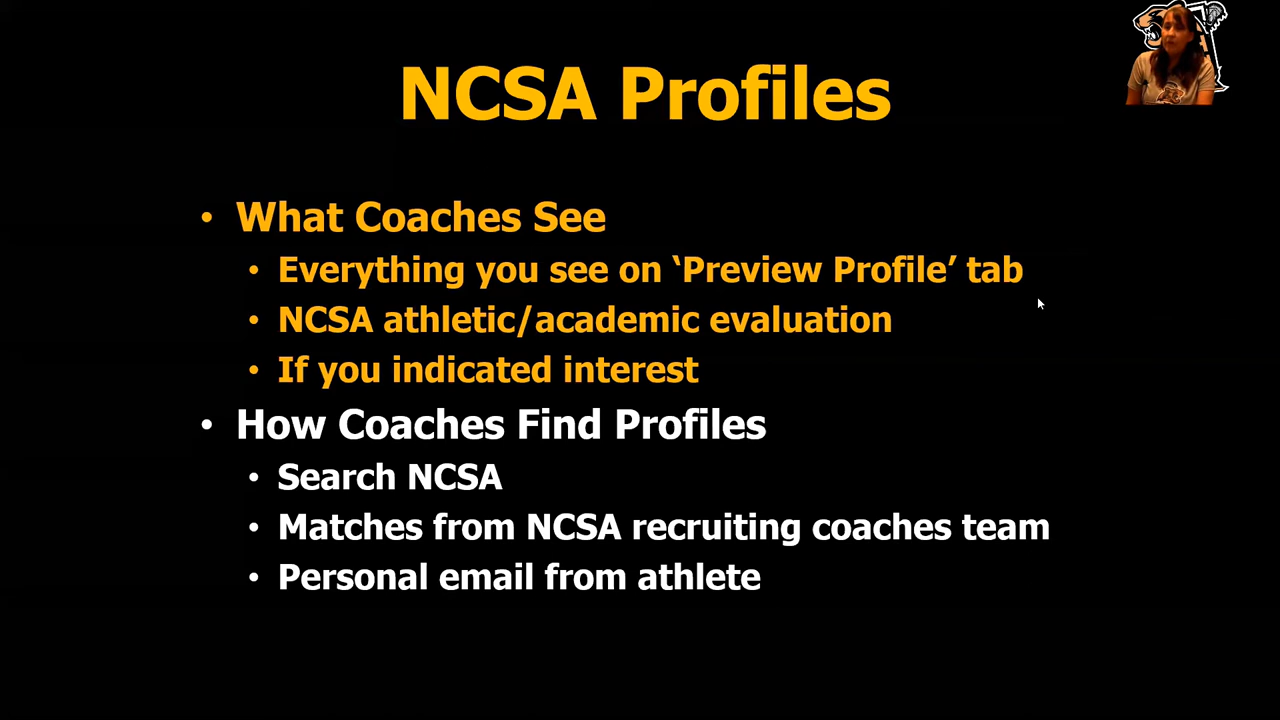 NCSA Profiles
• What Coaches See
• Everything you see on ‘Preview Profile’ tab
• NCSA athletic/academic evaluation
• If you indicated interest
• How Coaches Find Profiles
• Search NCSA
• Matches from NCSA recruiting coaches team
• Personal email from athlete